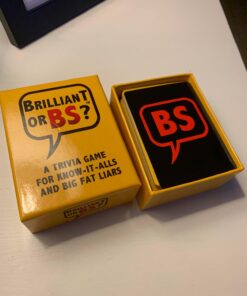 BRILLIANT
OR BS?
A TRIVIA GAME
FOR KNOW-IT-ALLS
AND BIG FAT LIARS
BS